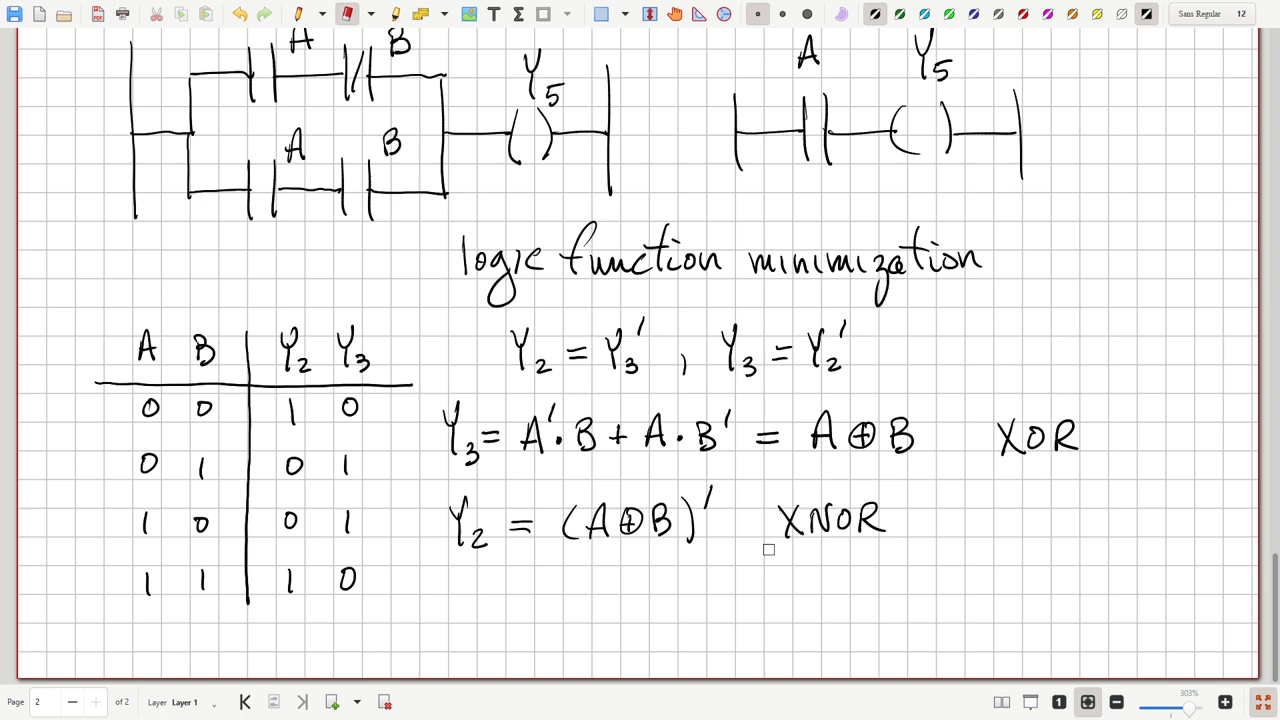 Sans Regular 12
A B Y5 A Y5
A B
logic function minimization
A B Y2 Y3 Y2 = Y3' , Y3 = Y2'
0 0 1 0 Y3 = A'·B + A·B' = A⊕B XOR
0 1 0 1
1 0 0 1 Y2 = (A⊕B)' XNOR
1 1 1 0
Page 2 of 2 Layer Layer 1 1 303%